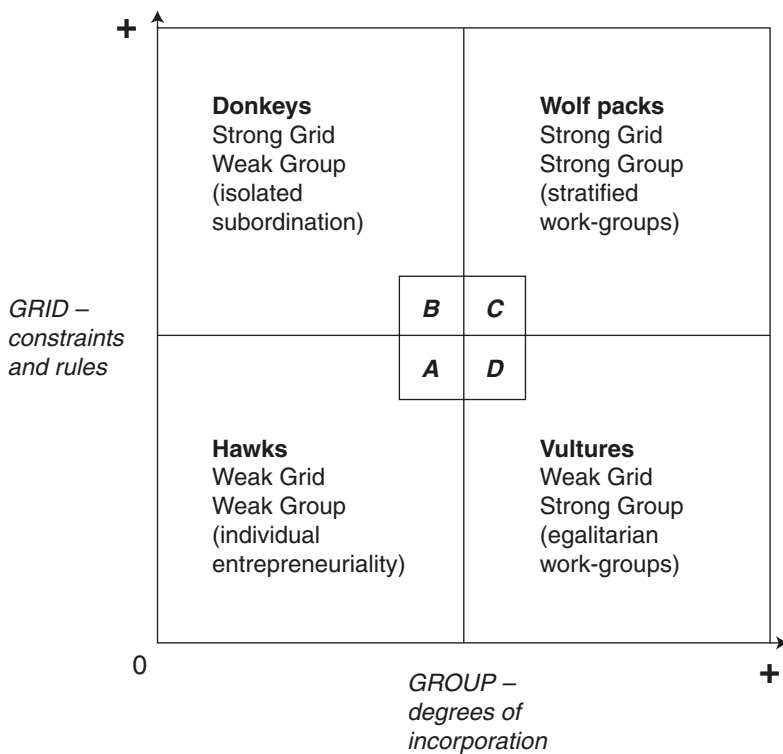 +
Donkeys
Strong Grid
Weak Group
(isolated
subordination)
Wolf packs
Strong Grid
Strong Group
(stratified
work-groups)
GRID –
constraints
and rules
B
C
A
D
Hawks
Weak Grid
Weak Group
(individual
entrepreneuriality)
Vultures
Weak Grid
Strong Group
(egalitarian
work-groups)
0
+
GROUP –
degrees of
incorporation